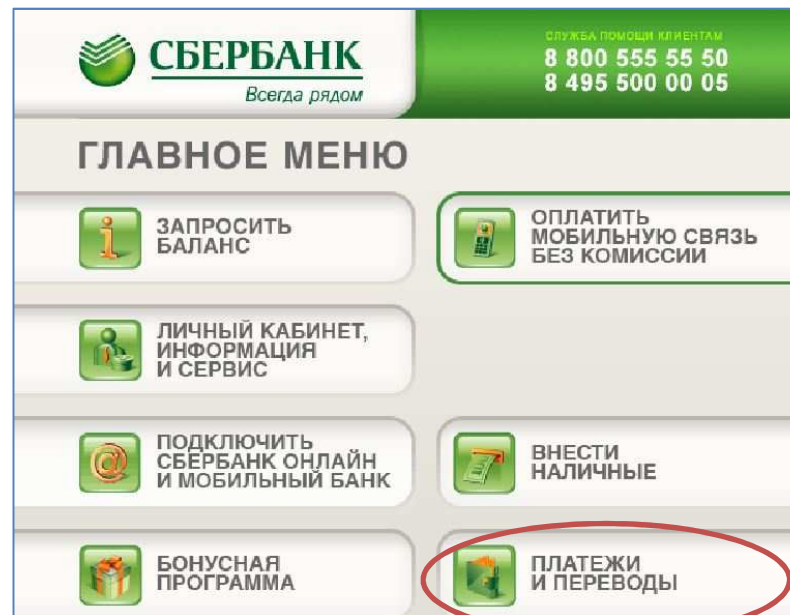 СБЕРБАНК
Всегда рядом
СЛУЖБА ПОМОЩИ КЛИЕНТАМ
8 800 555 55 50
8 495 500 00 05
ГЛАВНОЕ МЕНЮ
ЗАПРОСИТЬ
БАЛАНС
ОПЛАТИТЬ
МОБИЛЬНУЮ СВЯЗЬ
БЕЗ КОМИССИИ
ЛИЧНЫЙ КАБИНЕТ,
ИНФОРМАЦИЯ
И СЕРВИС
ПОДКЛЮЧИТЬ
СБЕРБАНК ОНЛАЙН
И МОБИЛЬНЫЙ БАНК
ВНЕСТИ
НАЛИЧНЫЕ
БОНУСНАЯ
ПРОГРАММА
ПЛАТЕЖИ
И ПЕРЕВОДЫ